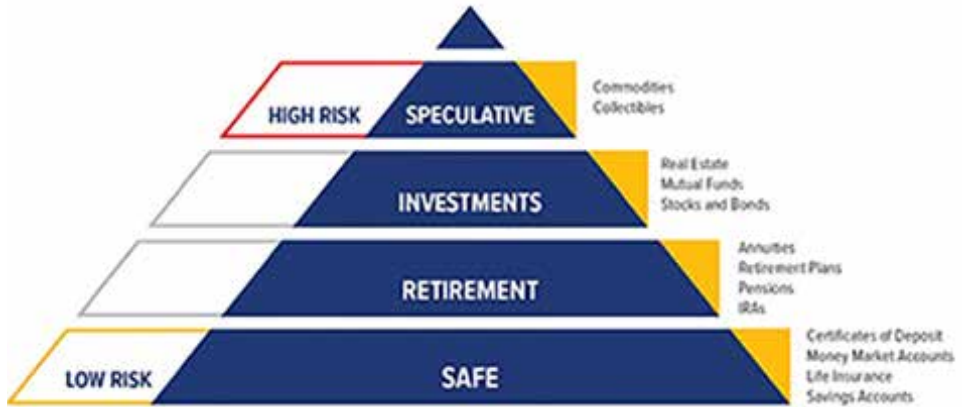 HIGH RISK
SPECULATIVE
Commodities
Collectibles
INVESTMENTS
Real Estate
Mutual Funds
Stocks and Bonds
RETIREMENT
Annuities
Retirement Plans
Pensions
IRAs
LOW RISK
SAFE
Certificates of Deposit
Money Market Accounts
Life Insurance
Savings Accounts